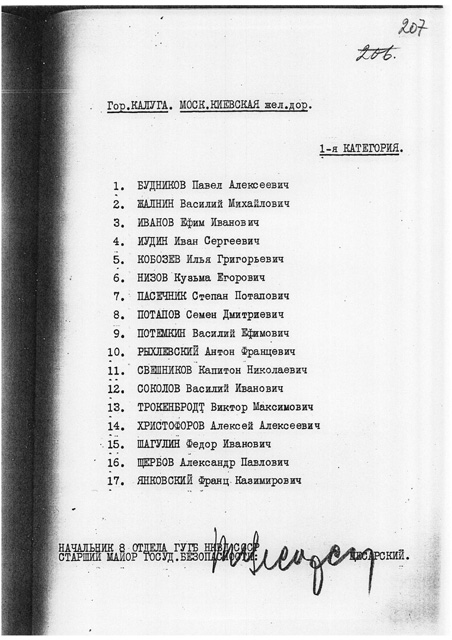 207
206.
Гор.КАЛУГА. МОСК.КИЕВСКАЯ жел.дор.
1-я КАТЕГОРИЯ.
1. БУДНИКОВ Павел Алексеевич
2. ЖАЛНИН Василий Михайлович
3. ИВАНОВ Ефим Иванович
4. ИУДИН Иван Сергеевич
5. КОБОЗЕВ Илья Григорьевич
6. НИЗОВ Кузьма Егорович
7. ПАСЕЧНИК Степан Потапович
8. ПОТАПОВ Семен Дмитриевич
9. ПОТЕМКИН Василий Ефимович
10. РЫХЛЕВСКИЙ Антон Францевич
11. СВЕШНИКОВ Капитон Николаевич
12. СОКОЛОВ Василий Иванович
13. ТРОКЕНБРОДТ Виктор Максимович
14. ХРИСТОФОРОВ Алексей Алексеевич
15. ШАГУЛИН Федор Иванович
16. ЩЕРБОВ Александр Павлович
17. ЯНКОВСКИЙ Франц Казимирович
НАЧАЛЬНИК 8 ОТДЕЛА ГУГБ НКВД СССР
СТАРШИЙ МАЙОР ГОСУД.БЕЗОПАСНОСТИ: ЦЕСАРСКИЙ.